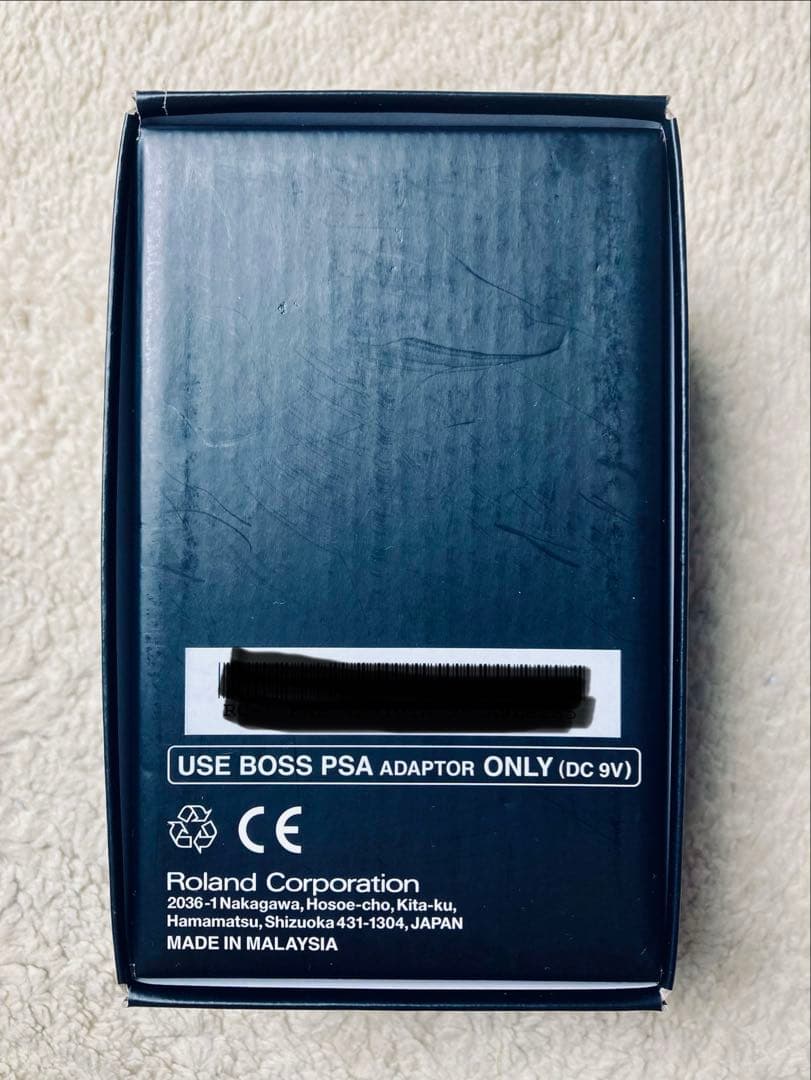 USE BOSS PSA ADAPTOR ONLY (DC 9V)
CE
Roland Corporation
2036-1 Nakagawa, Hosoe-cho, Kita-ku,
Hamamatsu, Shizuoka 431-1304, JAPAN
MADE IN MALAYSIA